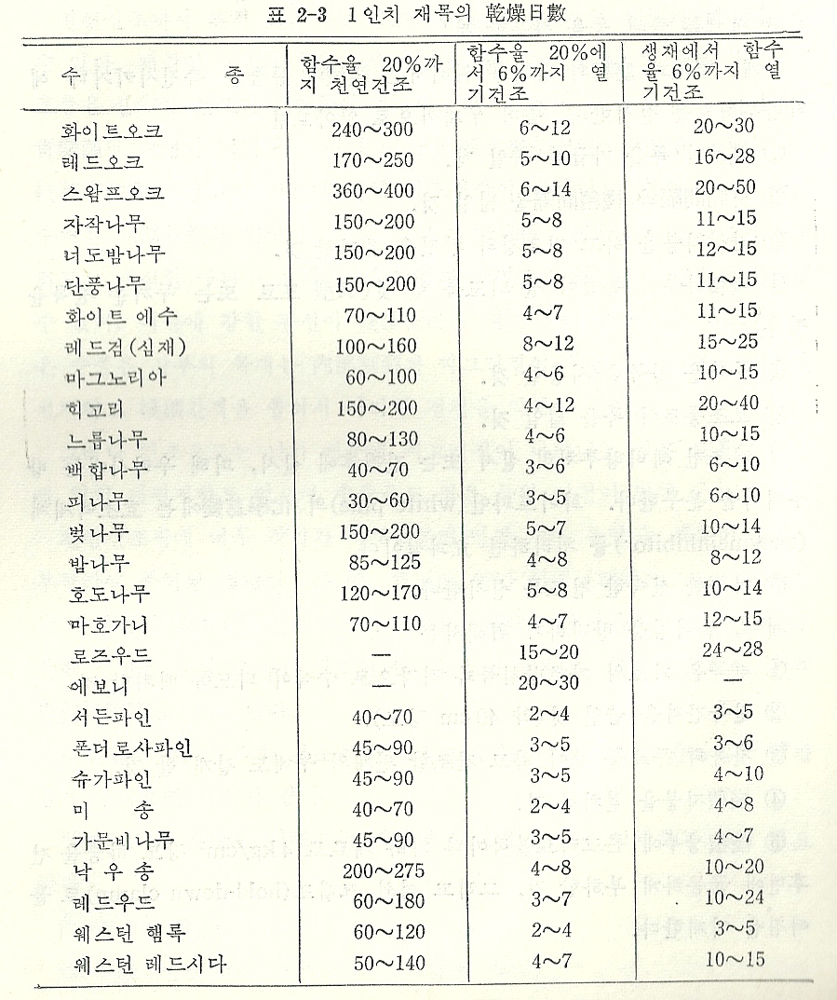 표 2-3 1인치 재목의 乾燥日數
수 종 함수율 20%까지 천연건조 함수율 20%에서 6%까지 열기건조 생재에서 함수율 6%까지 열기건조
화이트오크 240～300 6～12 20～30
레드오크 170～250 5～10 16～28
스왐프오크 360～400 6～14 20～50
자작나무 150～200 5～8 11～15
너도밤나무 150～200 5～8 12～15
단풍나무 150～200 5～8 11～15
화이트 에수 70～110 4～7 11～15
레드검(심재) 100～160 8～12 15～25
마그노리아 60～100 4～6 10～15
힉고리 150～200 4～12 20～40
느릅나무 80～130 4～6 10～15
백합나무 40～70 3～6 6～10
피나무 30～60 3～5 6～10
벚나무 150～200 5～7 10～14
밤나무 85～125 4～8 8～12
호도나무 120～170 5～8 10～14
마호가니 70～110 4～7 12～15
로즈우드 — 15～20 24～28
에보니 — 20～30 —
서든파인 40～70 2～4 3～5
폰더로사파인 45～90 3～5 3～6
슈가파인 45～90 3～5 4～10
미 송 40～70 2～4 4～8
가문비나무 45～90 3～5 4～7
낙우송 200～275 4～8 10～20
레드우드 60～180 3～7 10～24
웨스턴 햄록 60～120 2～4 3～5
웨스턴 레드시다 50～140 4～7 10～15